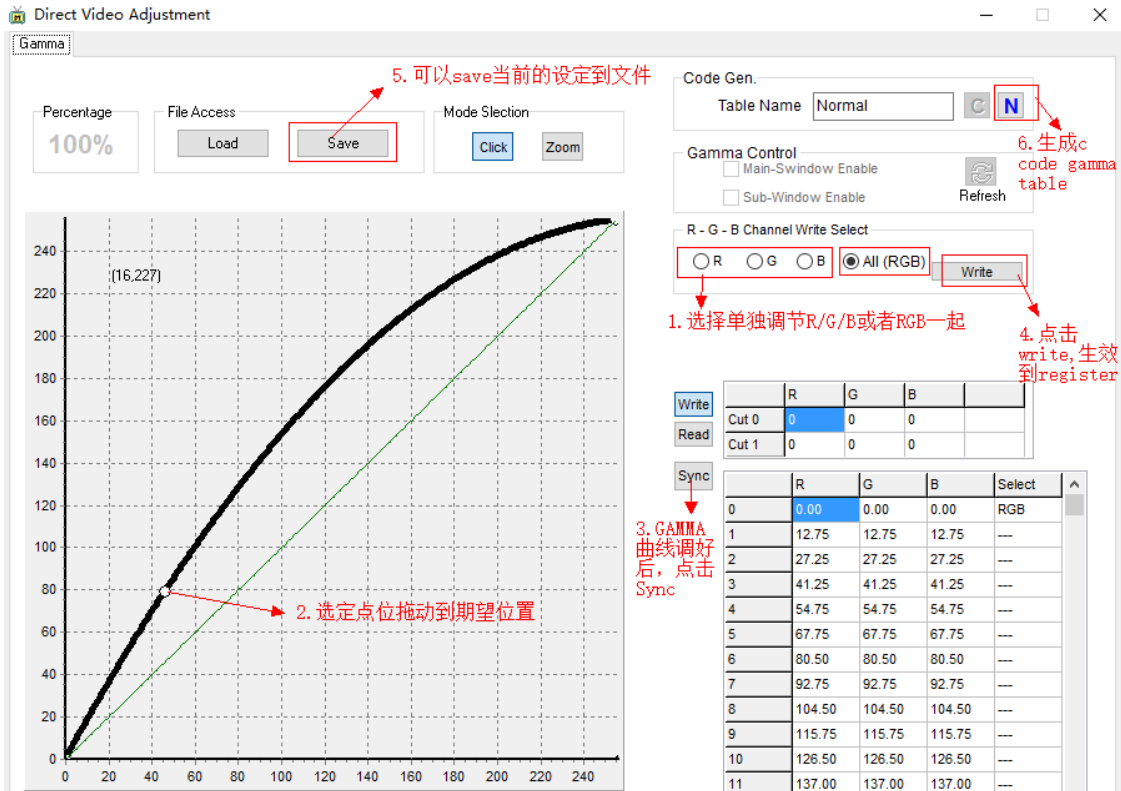 Direct Video Adjustment
Gamma
5.可以save当前的设定到文件
Percentage
100%
File Access
Load
Save
Mode Slection
Click
Zoom
Code Gen.
Table Name
Normal
C
N
6.生成c
code gamma
table
Gamma Control
Main-Swindow Enable
Sub-Window Enable
Refresh
R - G - B Channel Write Select
R
G
B
All (RGB)
Write
1.选择单独调节R/G/B或者RGB一起
4.点击
write,生效
到register
240
220
200
180
160
140
120
100
80
60
40
20
0
(16,227)
2.选定点位拖动到期望位置
0 20 40 60 80 100 120 140 160 180 200 220 240
Write
Read
Sync
3.GAMMA
曲线调好
后，点击
Sync
R G B
Cut 0 0 0 0
Cut 1 0 0 0
R G B Select
0 0.00 0.00 0.00 RGB
1 12.75 12.75 12.75 ---
2 27.25 27.25 27.25 ---
3 41.25 41.25 41.25 ---
4 54.75 54.75 54.75 ---
5 67.75 67.75 67.75 ---
6 80.50 80.50 80.50 ---
7 92.75 92.75 92.75 ---
8 104.50 104.50 104.50 ---
9 115.75 115.75 115.75 ---
10 126.50 126.50 126.50 ---
11 137.00 137.00 137.00 ---